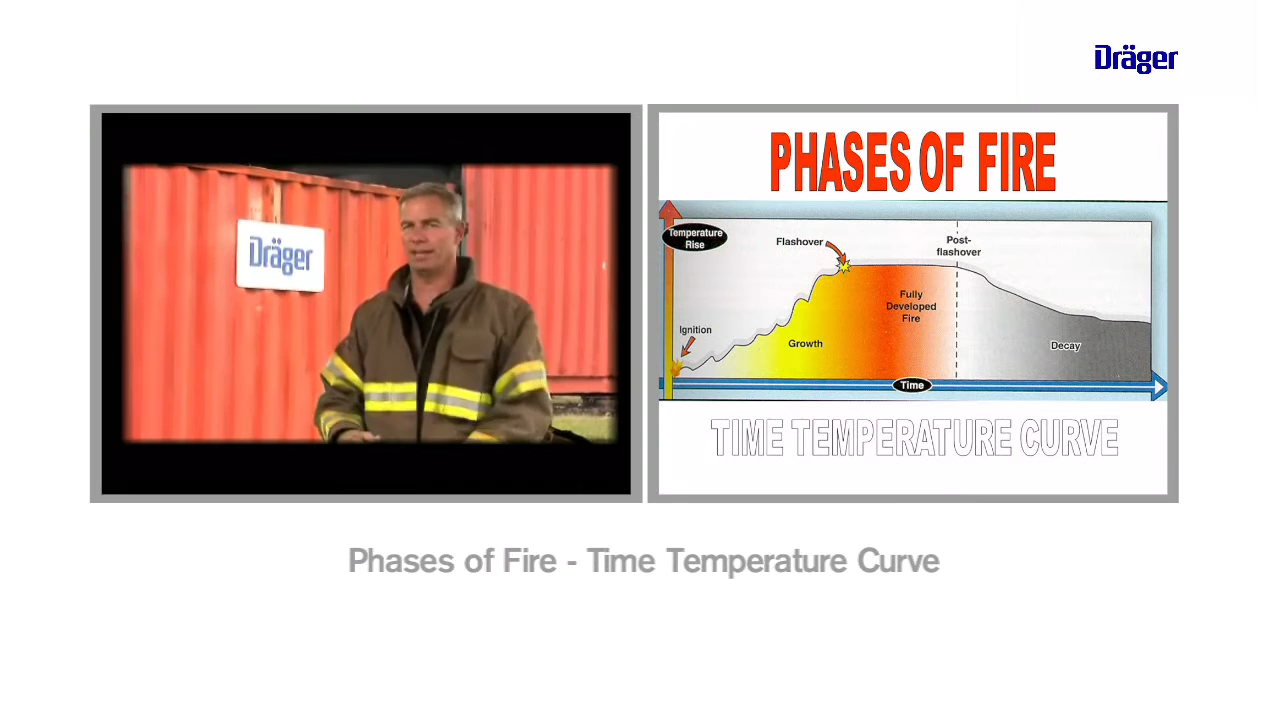 Dräger
Dräger
PHASES OF FIRE
Temperature
Rise
Flashover
Post-
flashover
Fully
Developed
Fire
Ignition
Growth
Decay
Time
TIME TEMPERATURE CURVE
Phases of Fire - Time Temperature Curve